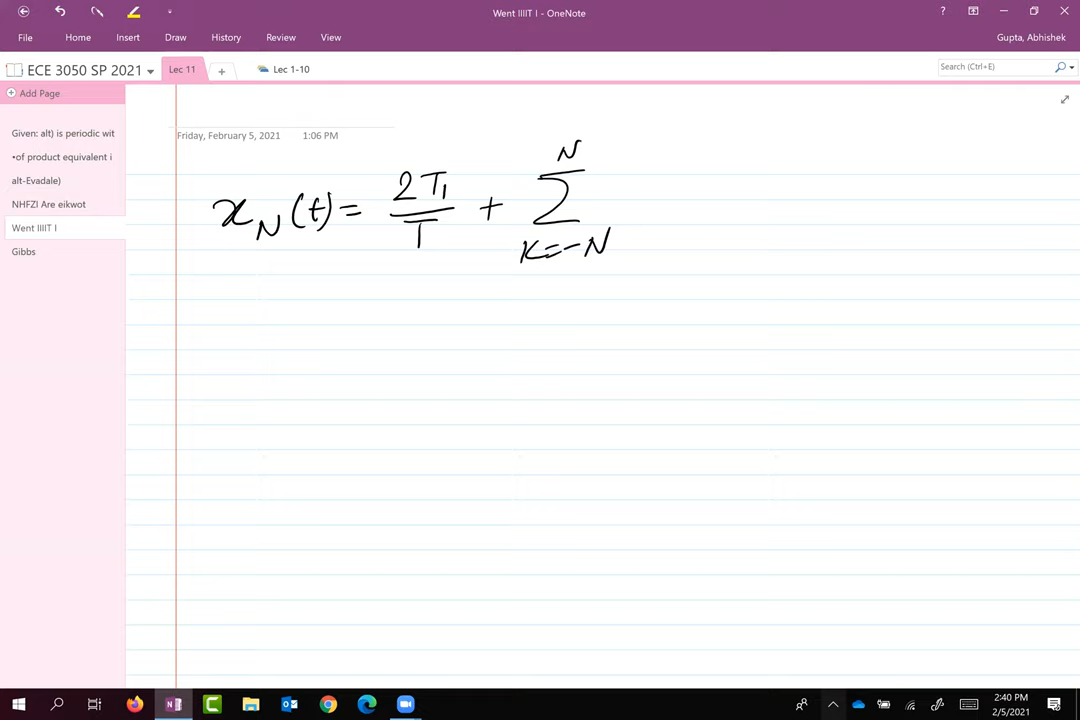 Went IIIIT I - OneNote
File Home Insert Draw History Review View
Gupta, Abhishek
ECE 3050 SP 2021
Lec 11
Lec 1-10
Search (Ctrl+E)
Add Page
Given: alt) is periodic wit
•of product equivalent i
alt-Evadale)
NHFZI Are eikwot
Went IIIIT I
Gibbs
Friday, February 5, 2021 1:06 PM
x_N(t) = 2T₁/T + ∑_{k=-N}^{N}
2:40 PM
2/5/2021